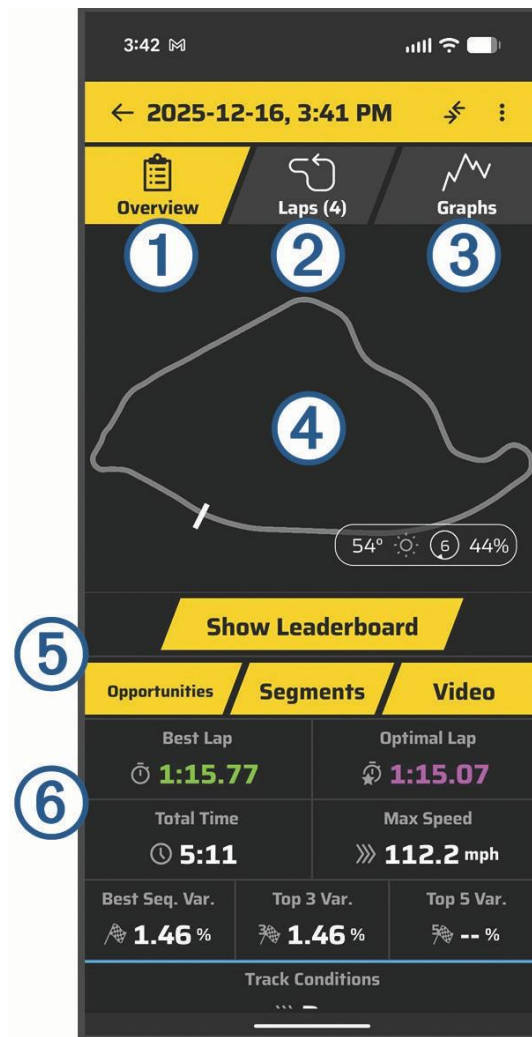 3:42
← 2025-12-16, 3:41 PM
Overview Laps (4) Graphs
1 2 3
4
54° 6 44%
Show Leaderboard
5
Opportunities Segments Video
Best Lap Optimal Lap
1:15.77 1:15.07
6
Total Time Max Speed
5:11 112.2 mph
Best Seq. Var. Top 3 Var. Top 5 Var.
1.46 % 3 1.46 % 5 -- %
Track Conditions